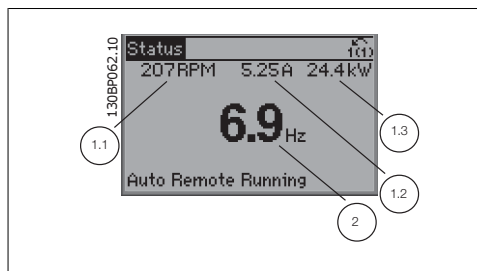 130BP062.10
Status
1(1)
207RPM 5.25A 24.4kW
6.9Hz
Auto Remote Running
1.1
1.2
1.3
2